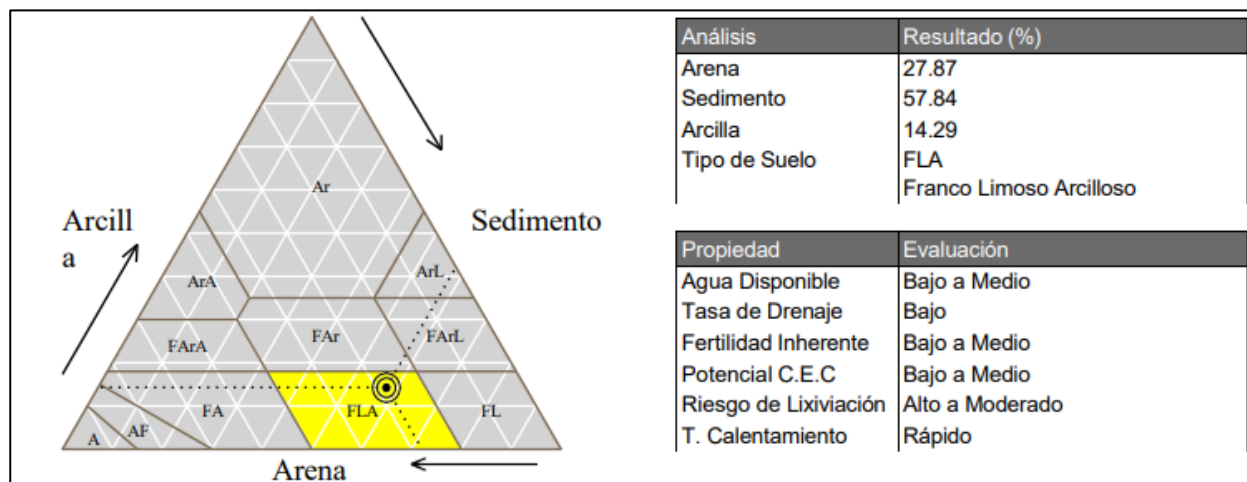 Ar
Arcill
a
Sedimento
ArA
ArL
FArA
FAr
FArL
FA
FLA
FL
A
AF
Arena
Análisis Resultado (%)
Arena 27.87
Sedimento 57.84
Arcilla 14.29
Tipo de Suelo FLA
Franco Limoso Arcilloso
Propiedad Evaluación
Agua Disponible Bajo a Medio
Tasa de Drenaje Bajo
Fertilidad Inherente Bajo a Medio
Potencial C.E.C Bajo a Medio
Riesgo de Lixiviación Alto a Moderado
T. Calentamiento Rápido